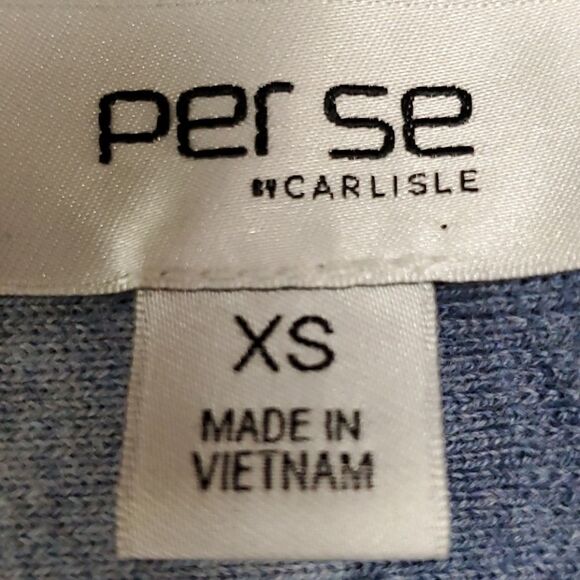 per se
BY CARLISLE
XS
MADE IN
VIETNAM